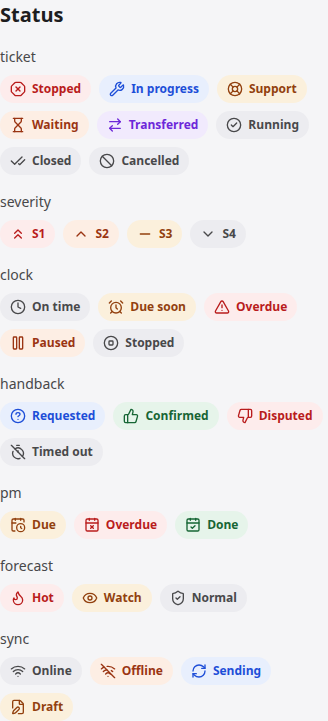 Status
ticket
Stopped In progress Support
Waiting Transferred Running
Closed Cancelled
severity
S1 S2 S3 S4
clock
On time Due soon Overdue
Paused Stopped
handback
Requested Confirmed Disputed
Timed out
pm
Due Overdue Done
forecast
Hot Watch Normal
sync
Online Offline Sending
Draft